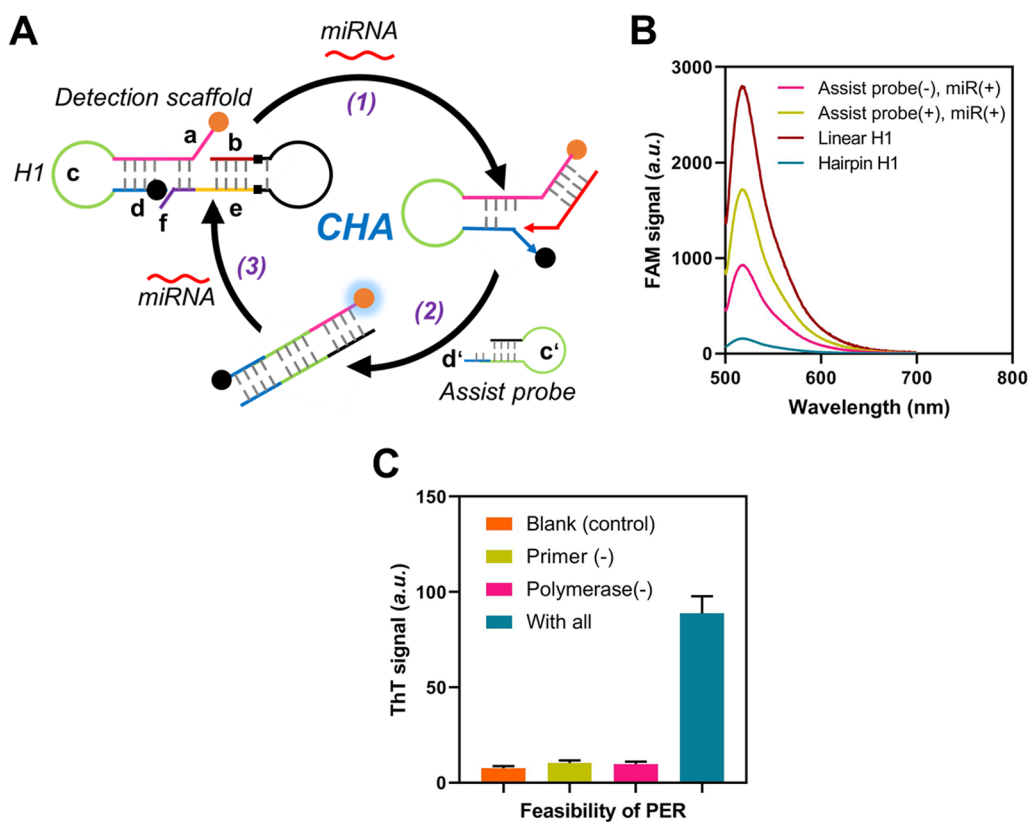 A
miRNA
(1)
Detection scaffold
a
b
H1
c
d
f
e
CHA
(3)
miRNA
(2)
d'
c'
Assist probe
B
3000
2000
1000
0
FAM signal (a.u.)
Assist probe(-), miR(+)
Assist probe(+), miR(+)
Linear H1
Hairpin H1
500 600 700 800
Wavelength (nm)
C
150
100
50
0
ThT signal (a.u.)
Blank (control)
Primer (-)
Polymerase(-)
With all
Feasibility of PER